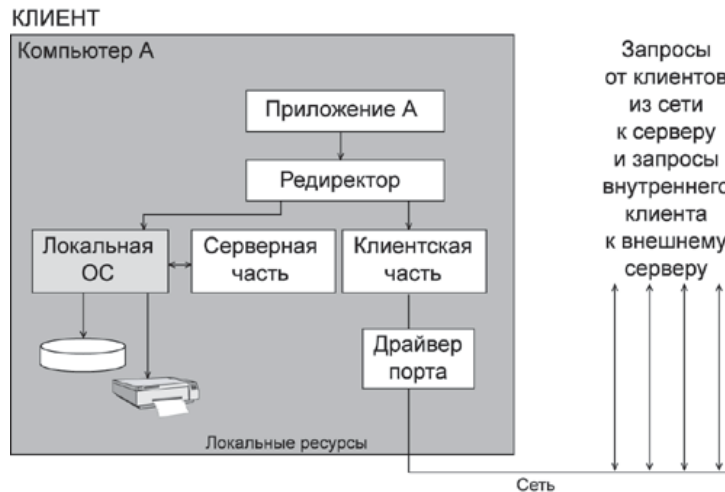 КЛИЕНТ
Компьютер А
Приложение А
Редиректор
Локальная
ОС
Серверная
часть
Клиентская
часть
Драйвер
порта
Локальные ресурсы
Запросы
от клиентов
из сети
к серверу
и запросы
внутреннего
клиента
к внешнему
серверу
Сеть